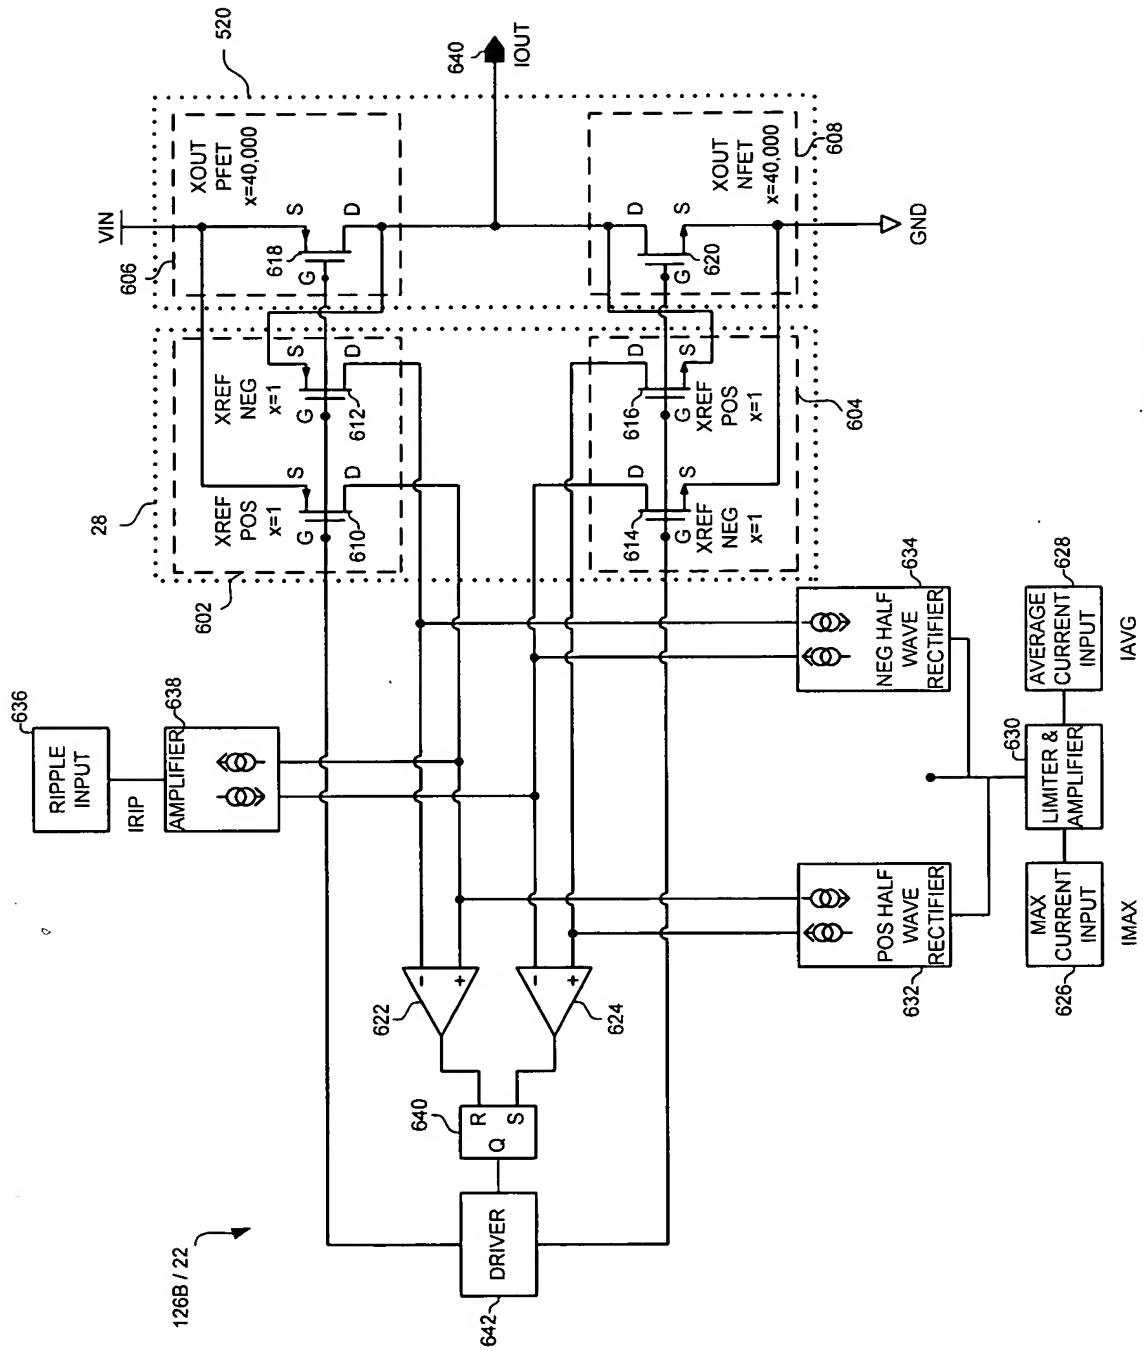 126B / 22
642
DRIVER
640
R
S
Q
622
-
+
624
-
+
636
RIPPLE
INPUT
IRIP
638
AMPLIFIER
632
POS HALF
WAVE
RECTIFIER
634
NEG HALF
WAVE
RECTIFIER
626
MAX
CURRENT
INPUT
IMAX
630
LIMITER &
AMPLIFIER
628
AVERAGE
CURRENT
INPUT
IAVG
602
28
XREF
POS
x=1
S
G
D
610
XREF
NEG
x=1
S
G
D
612
614
D
G
S
XREF
NEG
x=1
616
D
G
S
XREF
POS
x=1
604
606
VIN
520
XOUT
PFET
x=40,000
618
S
G
D
640
IOUT
XOUT
NFET
x=40,000
608
D
G
S
620
GND